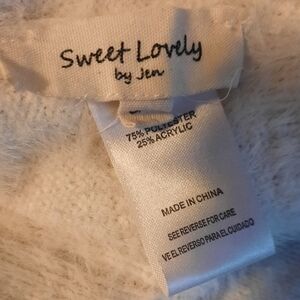 Sweet Lovely
by Jen
75% POLYESTER
25% ACRYLIC
MADE IN CHINA
SEE REVERSE FOR CARE
VE EL REVERSO PARA EL CUIDADO